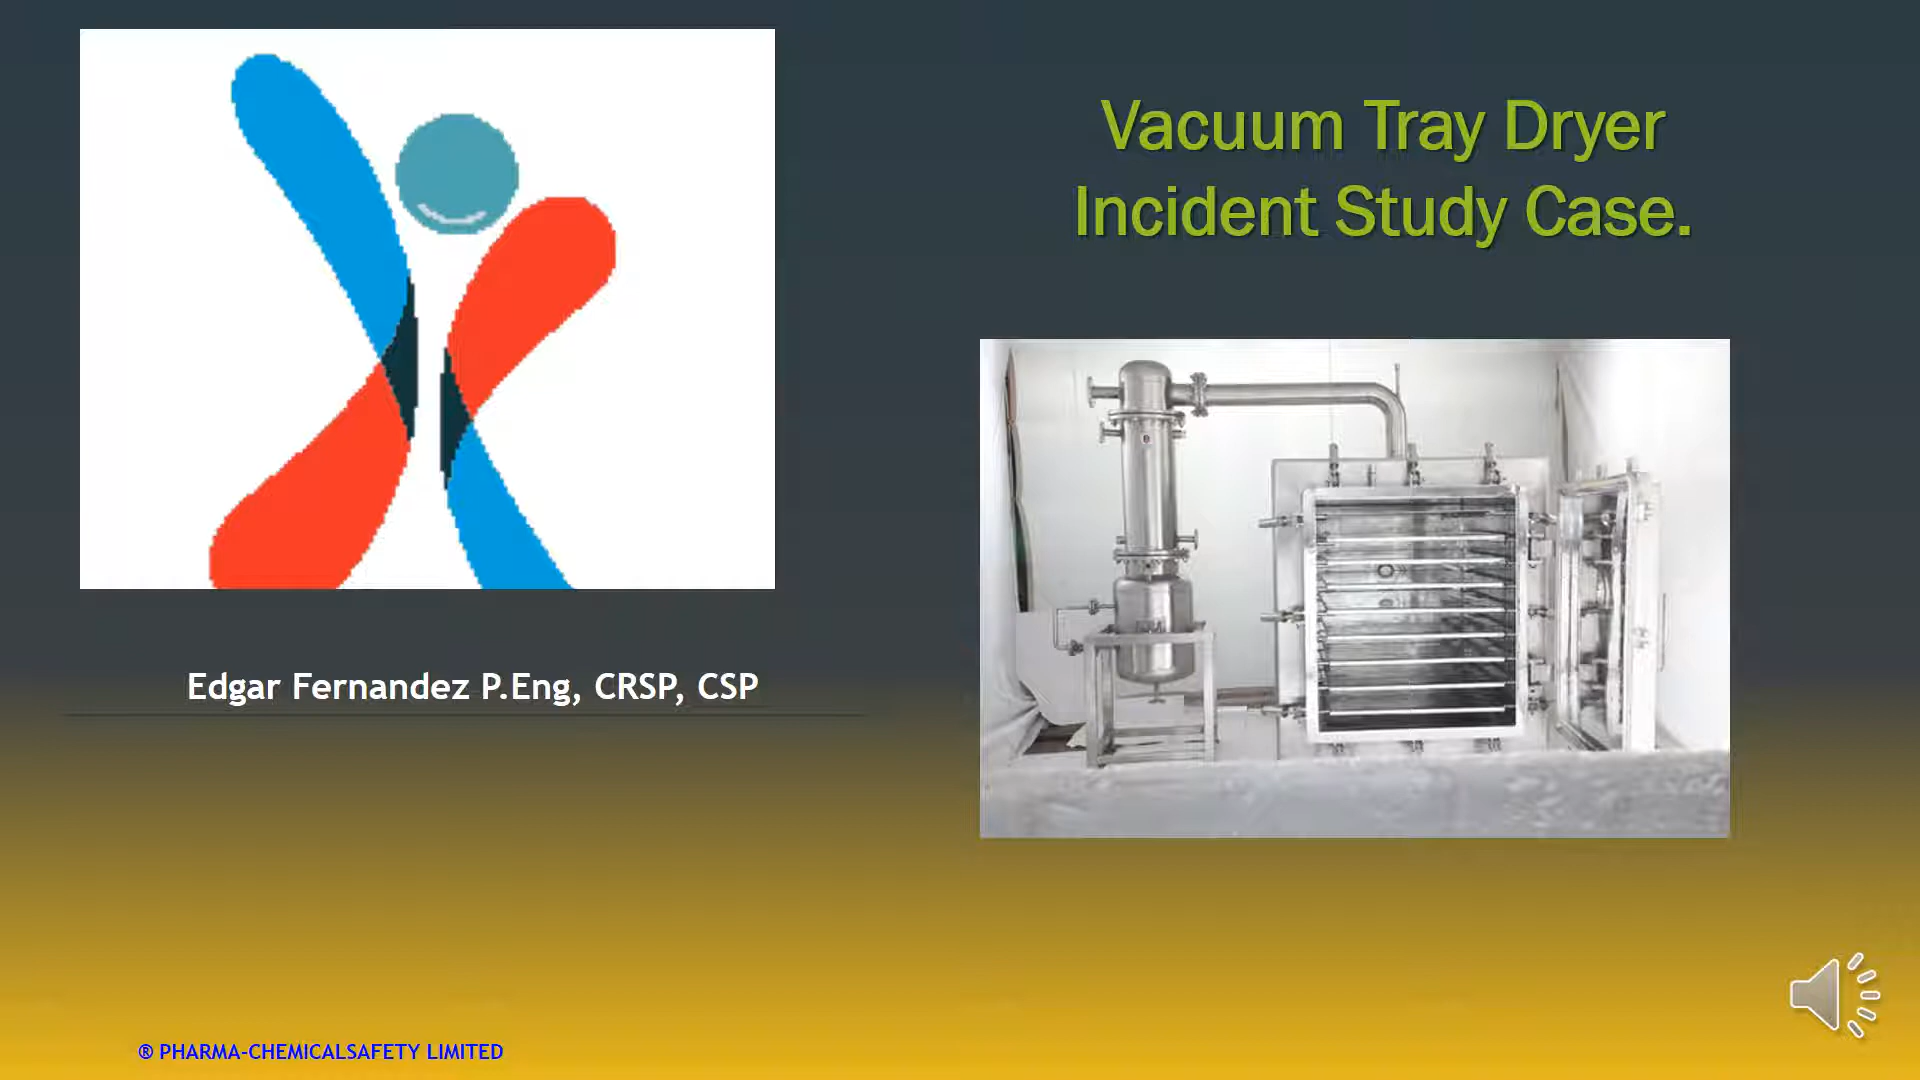 Vacuum Tray Dryer
Incident Study Case.
Edgar Fernandez P.Eng, CRSP, CSP
® PHARMA-CHEMICALSAFETY LIMITED